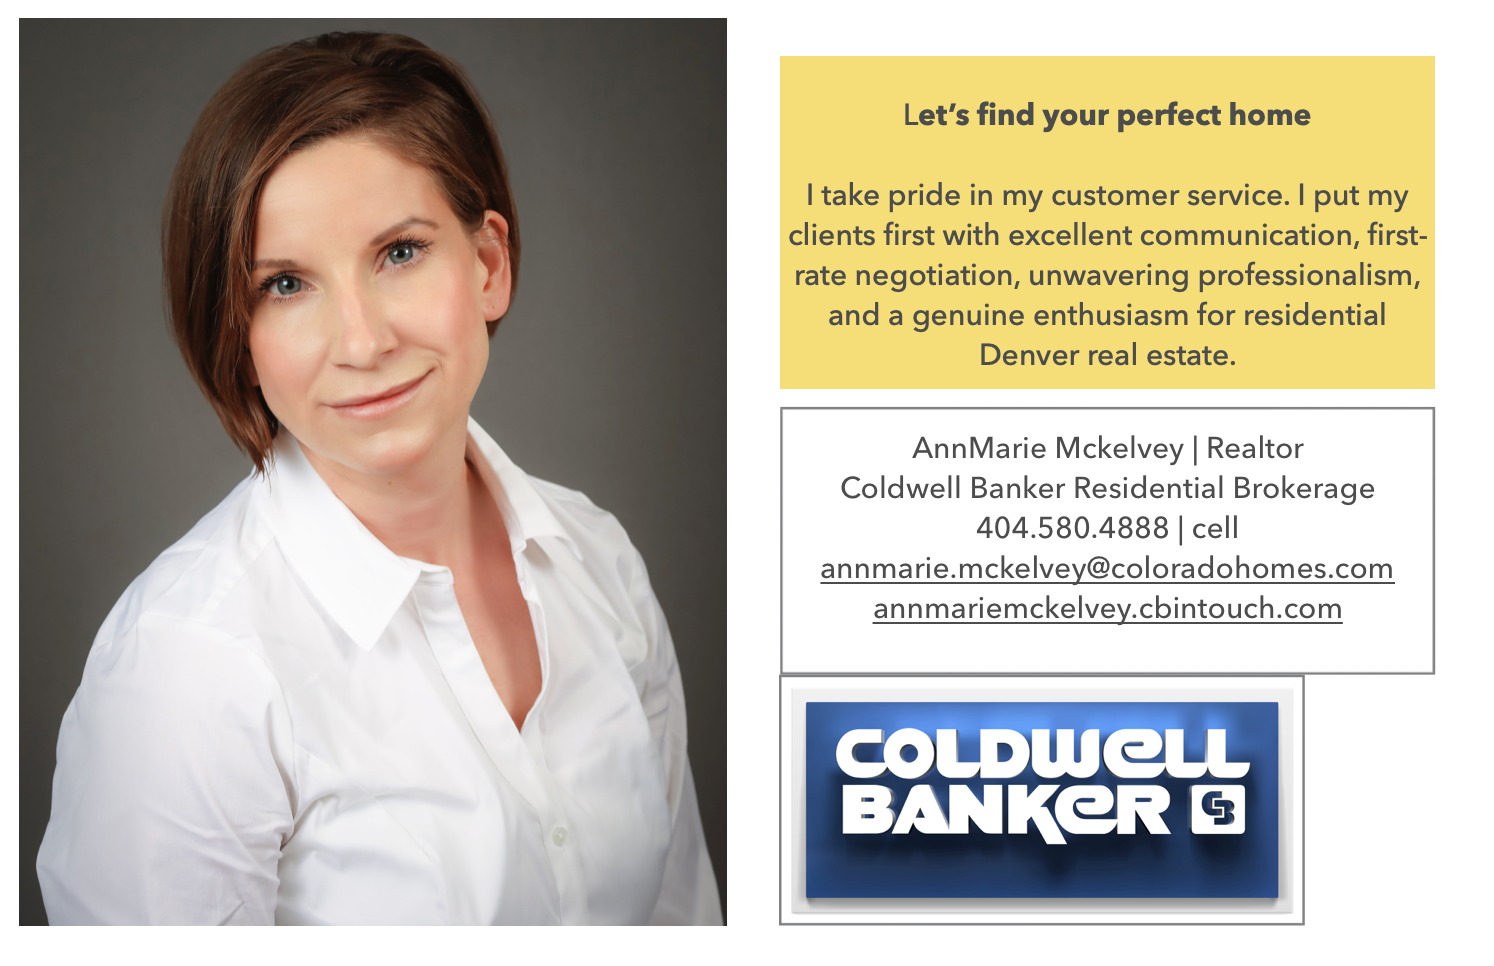 Let’s find your perfect home
I take pride in my customer service. I put my
clients first with excellent communication, first-
rate negotiation, unwavering professionalism,
and a genuine enthusiasm for residential
Denver real estate.
AnnMarie Mckelvey | Realtor
Coldwell Banker Residential Brokerage
404.580.4888 | cell
annmarie.mckelvey@coloradohomes.com
annmariemckelvey.cbintouch.com
COLDWELL
BANKER CB